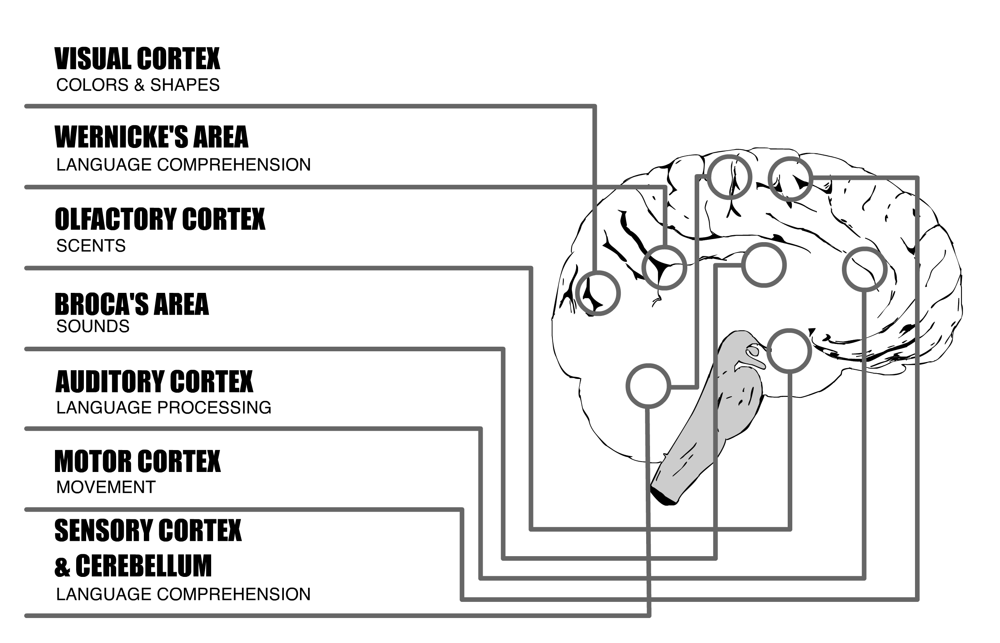 VISUAL CORTEX
COLORS & SHAPES
WERNICKE'S AREA
LANGUAGE COMPREHENSION
OLFACTORY CORTEX
SCENTS
BROCA'S AREA
SOUNDS
AUDITORY CORTEX
LANGUAGE PROCESSING
MOTOR CORTEX
MOVEMENT
SENSORY CORTEX
& CEREBELLUM
LANGUAGE COMPREHENSION